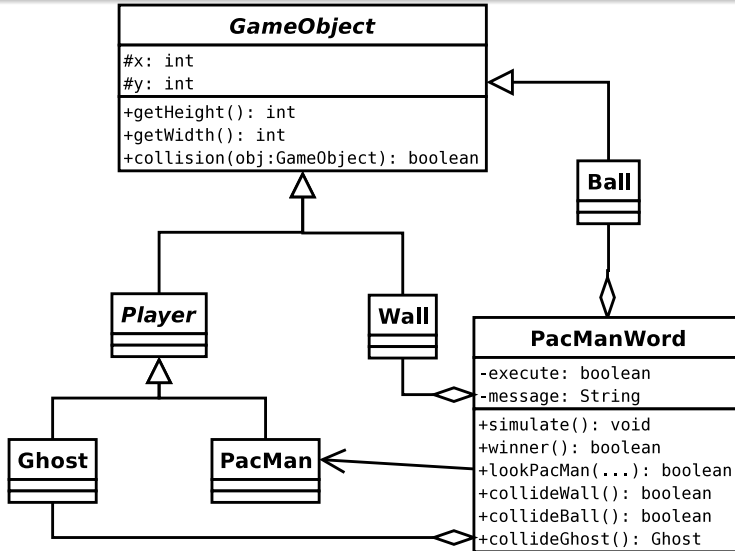 GameObject
#x: int
#y: int
+getHeight(): int
+getWidth(): int
+collision(obj:GameObject): boolean
Ball
Player
Wall
PacManWord
-execute: boolean
-message: String
+simulate(): void
+winner(): boolean
+lookPacMan(...): boolean
+collideWall(): boolean
+collideBall(): boolean
+collideGhost(): Ghost
Ghost
PacMan